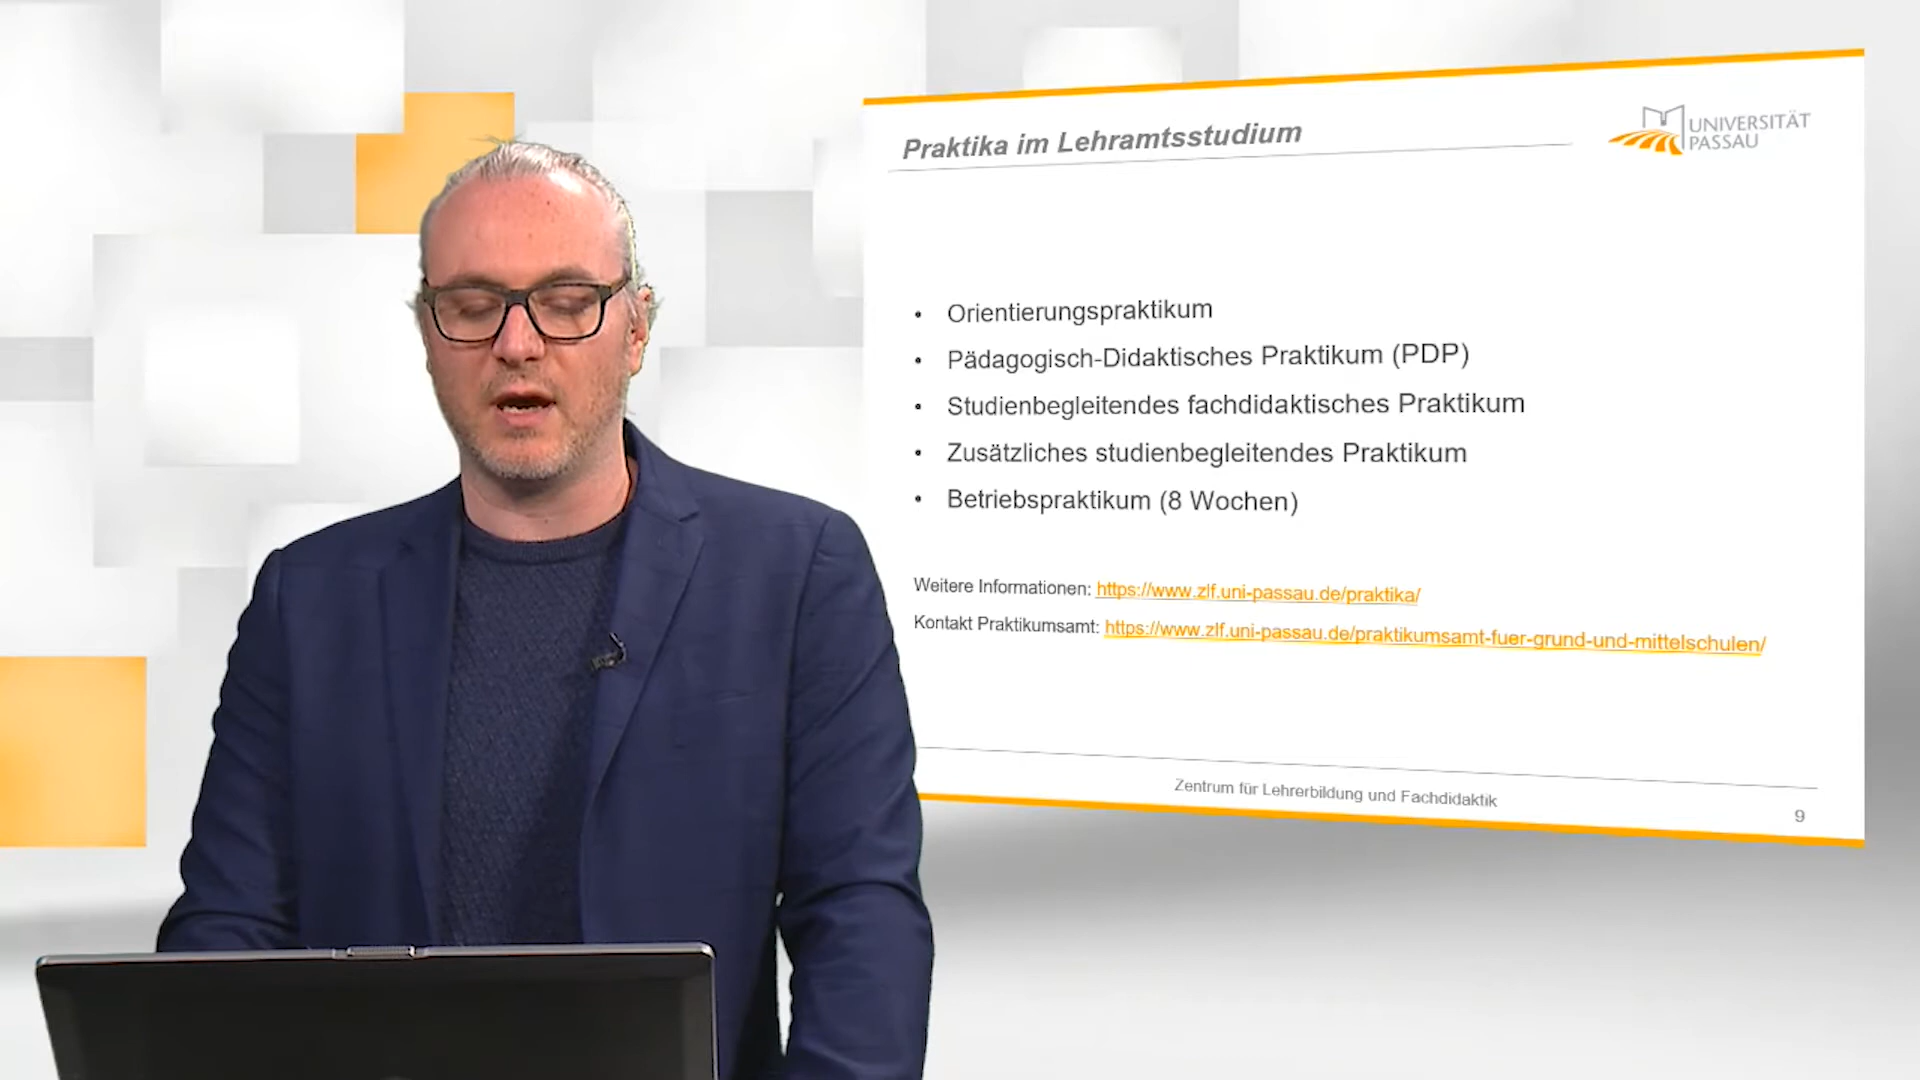 Praktika im Lehramtsstudium
UNIVERSITÄT
PASSAU
• Orientierungspraktikum
• Pädagogisch-Didaktisches Praktikum (PDP)
• Studienbegleitendes fachdidaktisches Praktikum
• Zusätzliches studienbegleitendes Praktikum
• Betriebspraktikum (8 Wochen)
Weitere Informationen: https://www.zlf.uni-passau.de/praktika/
Kontakt Praktikumsamt: https://www.zlf.uni-passau.de/praktikumsamt-fuer-grund-und-mittelschulen/
Zentrum für Lehrerbildung und Fachdidaktik
9